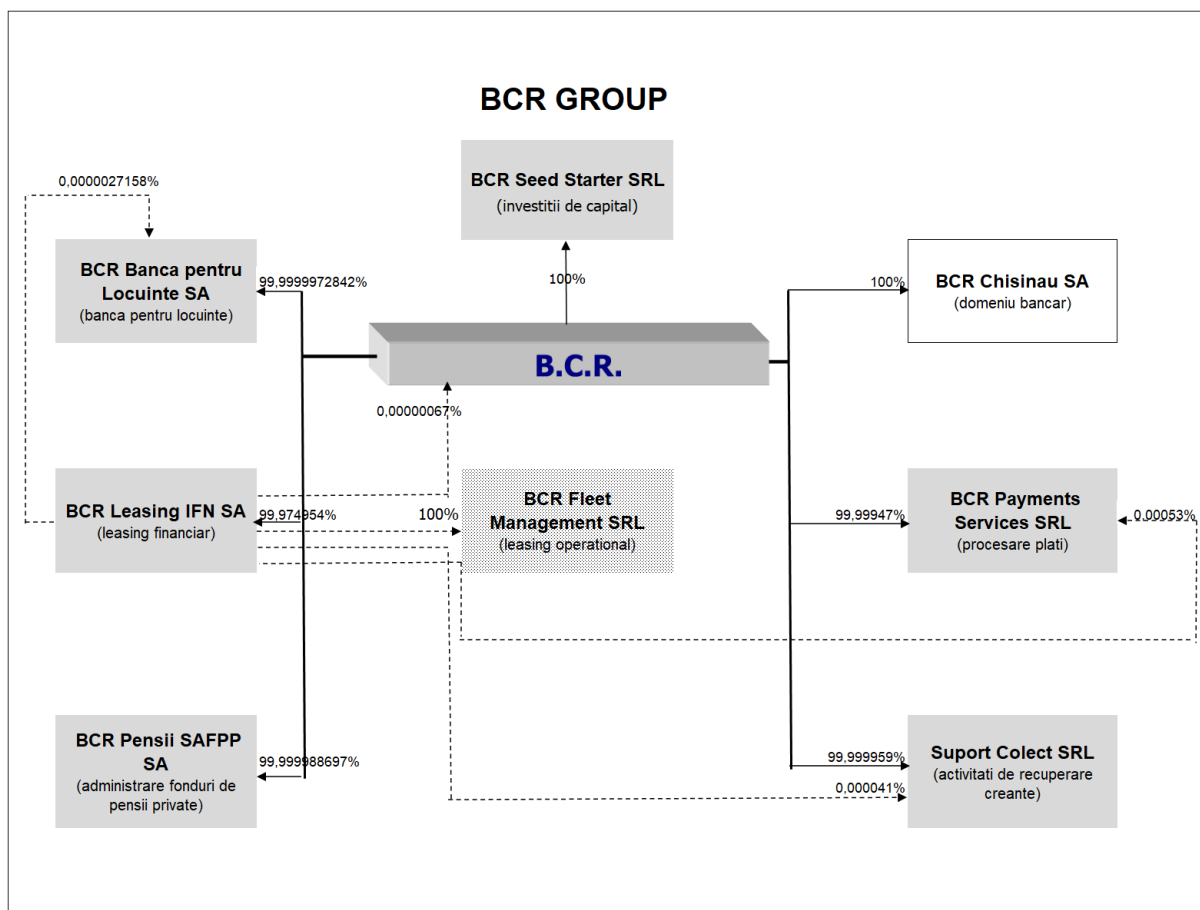 BCR GROUP
BCR Seed Starter SRL
(investitii de capital)
0,0000027158%
BCR Banca pentru
Locuinte SA
(banca pentru locuinte)
99,9999972842%
100%
100%
BCR Chisinau SA
(domeniu bancar)
B.C.R.
0,00000067%
BCR Leasing IFN SA
(leasing financiar)
99,974954%
100%
BCR Fleet
Management SRL
(leasing operational)
99,99947%
BCR Payments
Services SRL
(procesare plati)
0,00053%
BCR Pensii SAFPP
SA
(administrare fonduri de
pensii private)
99,999988697%
99,999959%
0,000041%
Suport Colect SRL
(activitati de recuperare
creante)